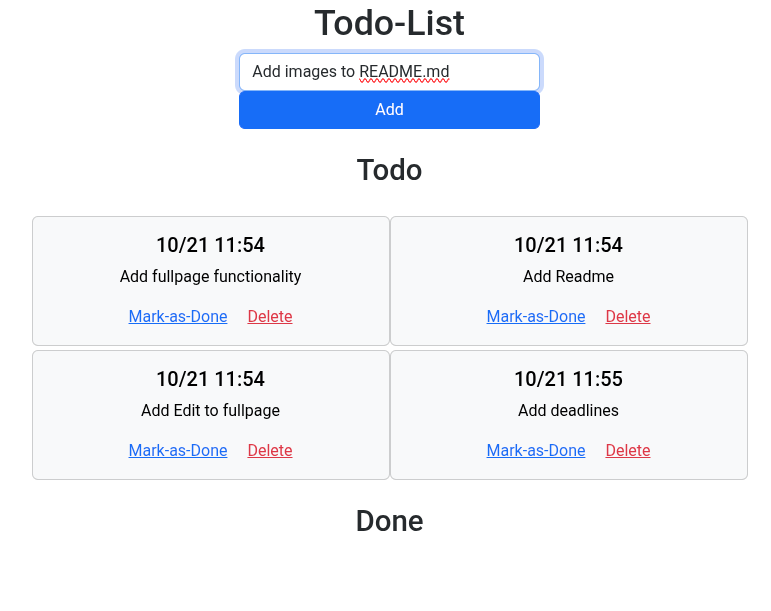 Todo-List
Add images to README.md
Add
Todo
10/21 11:54
Add fullpage functionality
Mark-as-Done Delete
10/21 11:54
Add Readme
Mark-as-Done Delete
10/21 11:54
Add Edit to fullpage
Mark-as-Done Delete
10/21 11:55
Add deadlines
Mark-as-Done Delete
Done